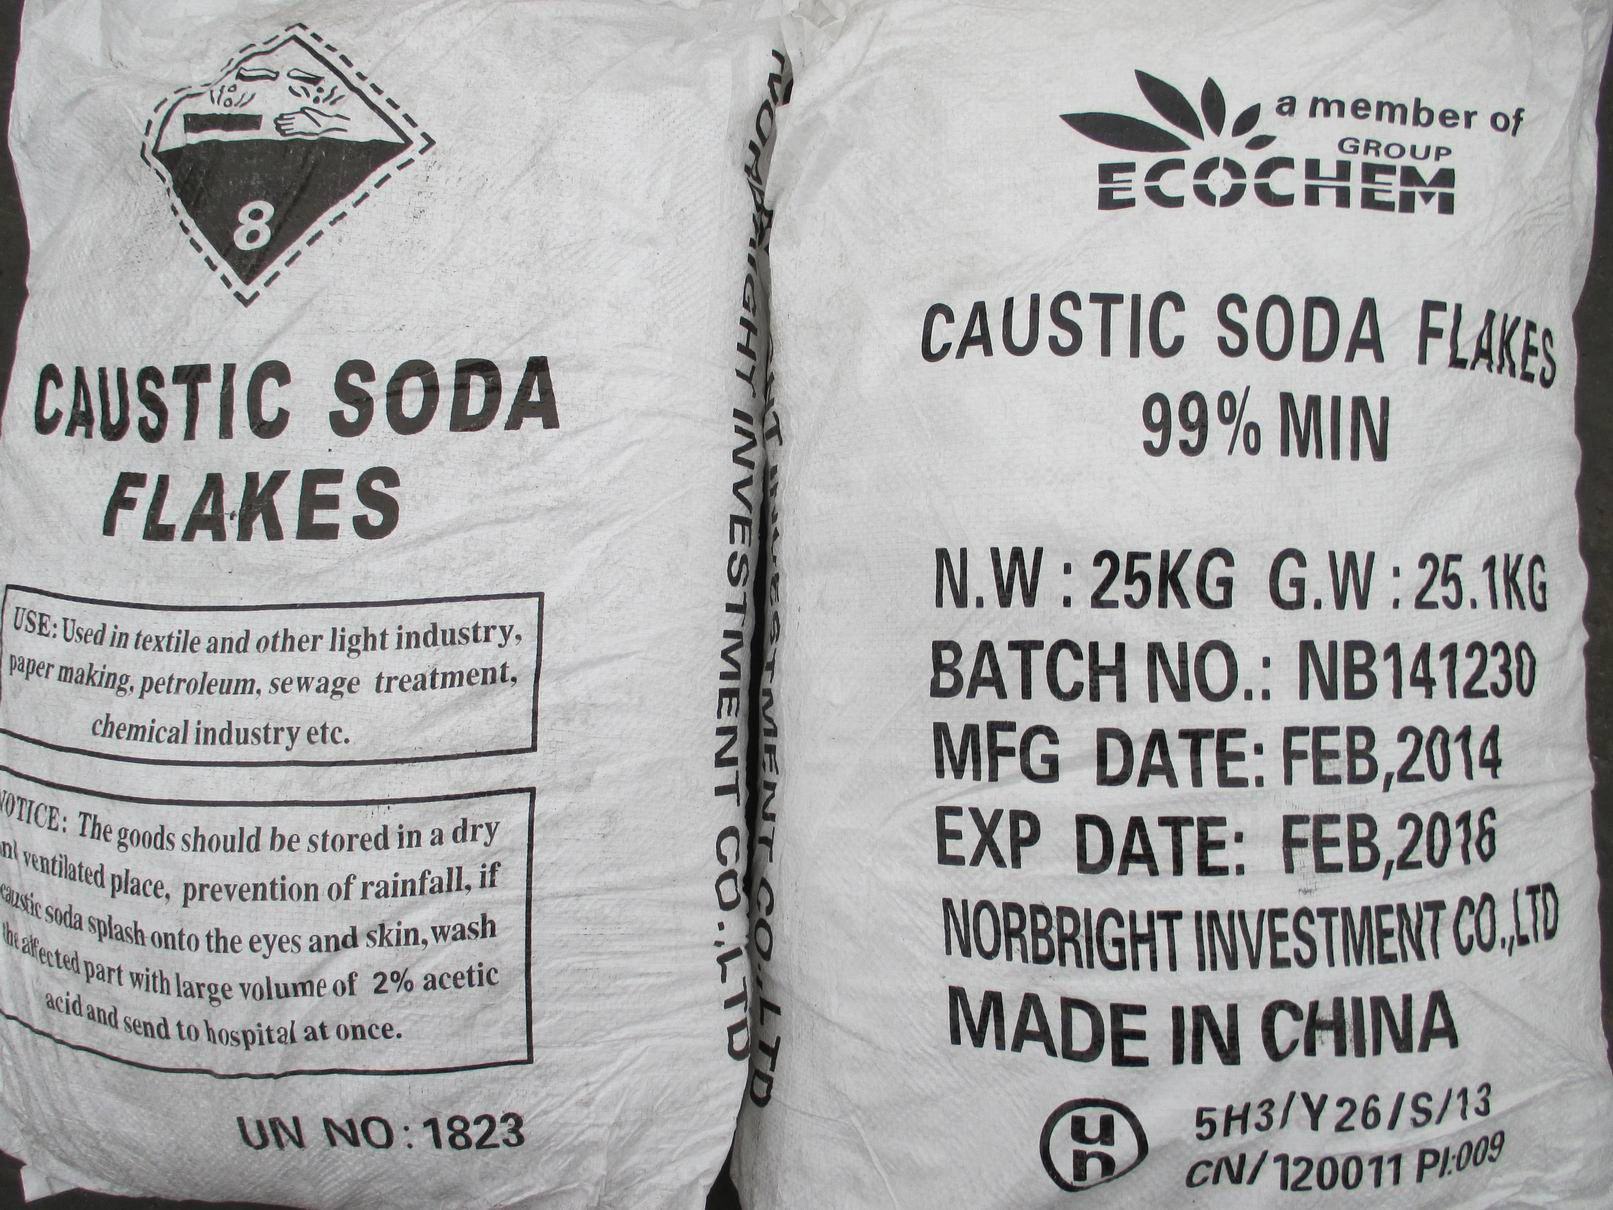 8
CAUSTIC SODA
FLAKES
USE: Used in textile and other light industry,
paper making, petroleum, sewage treatment,
chemical industry etc.
NOTICE: The goods should be stored in a dry
ventilated place, prevention of rainfall, if
caustic soda splash onto the eyes and skin, wash
the affected part with large volume of 2% acetic
acid and send to hospital at once.
UN NO: 1823
INVESTMENT CO.,LTD
INVESTMENT CO.,LTD
a member of
GROUP
ECOCHEM
CAUSTIC SODA FLAKES
99% MIN
N.W : 25KG G.W : 25.1KG
BATCH NO.: NB141230
MFG DATE: FEB,2014
EXP DATE: FEB,2016
NORBRIGHT INVESTMENT CO.,LTD
MADE IN CHINA
un
5H3/Y26/S/13
CN/120011 PI:009